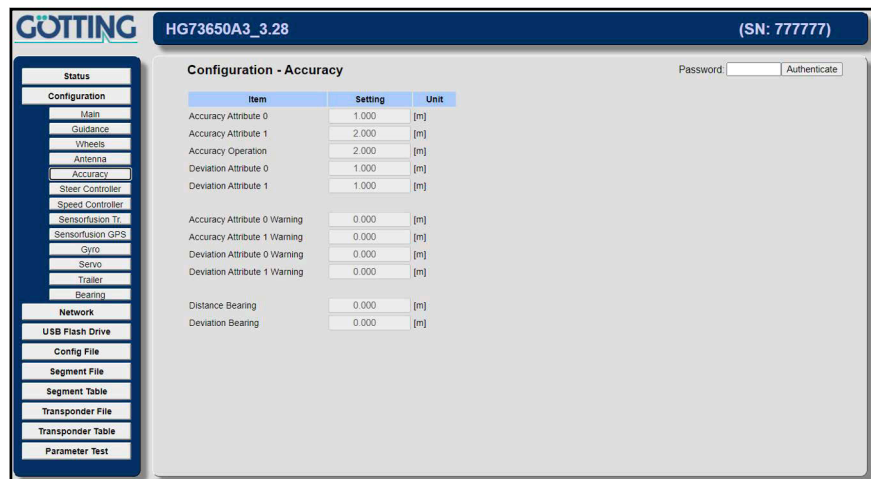 GÖTTING
HG73650A3_3.28 (SN: 777777)
Status
Configuration
Main
Guidance
Wheels
Antenna
Accuracy
Steer Controller
Speed Controller
Sensorfusion Tr.
Sensorfusion GPS
Gyro
Servo
Trailer
Bearing
Network
USB Flash Drive
Config File
Segment File
Segment Table
Transponder File
Transponder Table
Parameter Test
Configuration - Accuracy
Password: Authenticate
Item Setting Unit
Accuracy Attribute 0 1.000 [m]
Accuracy Attribute 1 2.000 [m]
Accuracy Operation 2.000 [m]
Deviation Attribute 0 1.000 [m]
Deviation Attribute 1 1.000 [m]
Accuracy Attribute 0 Warning 0.000 [m]
Accuracy Attribute 1 Warning 0.000 [m]
Deviation Attribute 0 Warning 0.000 [m]
Deviation Attribute 1 Warning 0.000 [m]
Distance Bearing 0.000 [m]
Deviation Bearing 0.000 [m]